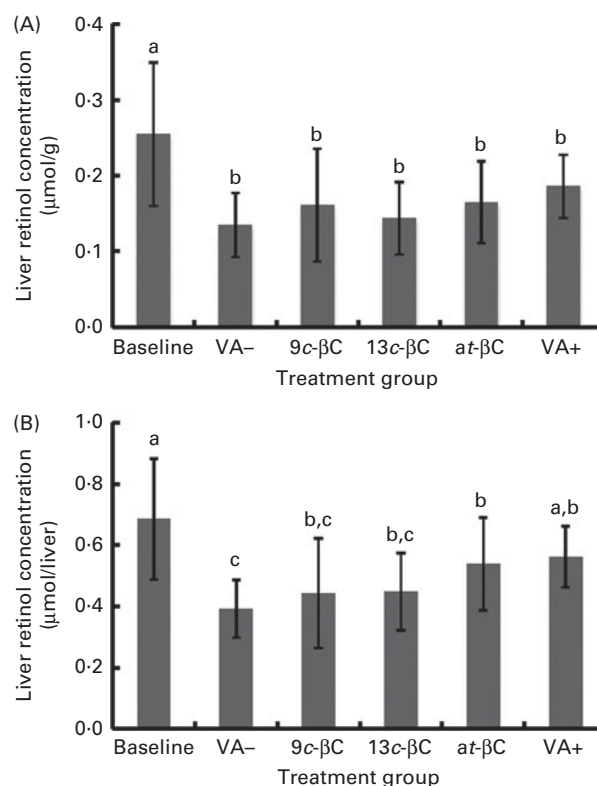 (A)
Liver retinol concentration
(μmol/g)
0·4
0·3
0·2
0·1
0·0
a
b
b
b
b
b
Baseline VA– 9c-βC 13c-βC at-βC VA+
Treatment group
(B)
Liver retinol concentration
(μmol/liver)
1·0
0·8
0·6
0·4
0·2
0·0
a
c
b,c
b,c
b
a,b
Baseline VA– 9c-βC 13c-βC at-βC VA+
Treatment group